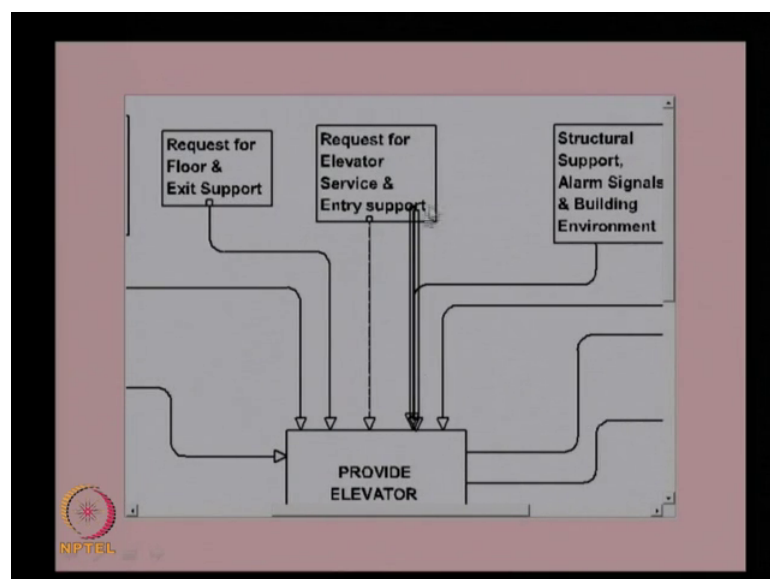 Request for
Floor &
Exit Support
Request for
Elevator
Service &
Entry support
Structural
Support,
Alarm Signals
& Building
Environment
PROVIDE
ELEVATOR
NPTEL